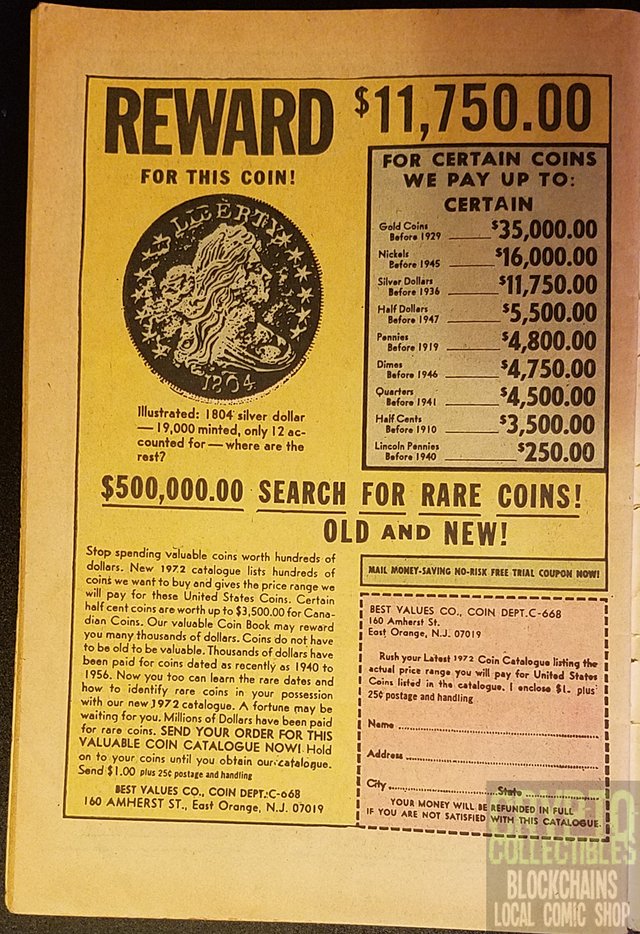 REWARD $11,750.00
FOR THIS COIN!
LIBERTY
1804
Illustrated: 1804 silver dollar
— 19,000 minted, only 12 ac-
counted for — where are the
rest?
FOR CERTAIN COINS
WE PAY UP TO:
CERTAIN
Gold Coins
Before 1929 $35,000.00
Nickels
Before 1945 $16,000.00
Silver Dollars
Before 1936 $11,750.00
Half Dollars
Before 1947 $5,500.00
Pennies
Before 1919 $4,800.00
Dimes
Before 1946 $4,750.00
Quarters
Before 1941 $4,500.00
Half Cents
Before 1910 $3,500.00
Lincoln Pennies
Before 1940 $250.00
$500,000.00 SEARCH FOR RARE COINS!
OLD AND NEW!
Stop spending valuable coins worth hundreds of
dollars. New 1972 catalogue lists hundreds of
coins we want to buy and gives the price range we
will pay for these United States Coins. Certain
half cent coins are worth up to $3,500.00 for Cana-
dian Coins. Our valuable Coin Book may reward
you many thousands of dollars. Coins do not have
to be old to be valuable. Thousands of dollars have
been paid for coins dated as recently as 1940 to
1956. Now you too can learn the rare dates and
how to identify rare coins in your possession
with our new 1972 catalogue. A fortune may be
waiting for you. Millions of Dollars have been paid
for rare coins. SEND YOUR ORDER FOR THIS
VALUABLE COIN CATALOGUE NOW! Hold
on to your coins until you obtain our catalogue.
Send $1.00 plus 25¢ postage and handling
BEST VALUES CO., COIN DEPT. C-668
160 AMHERST ST., East Orange, N.J. 07019
MAIL MONEY-SAVING NO-RISK FREE TRIAL COUPON NOW!
BEST VALUES CO., COIN DEPT. C-668
160 Amherst St.
East Orange, N.J. 07019
Rush your Latest 1972 Coin Catalogue listing the
actual price range you will pay for United States
Coins listed in the catalogue. I enclose $1. plus
25¢ postage and handling
Name
Address
City State
YOUR MONEY WILL BE REFUNDED IN FULL
IF YOU ARE NOT SATISFIED WITH THIS CATALOGUE.
CRYPTO
COLLECTIBLES
BLOCKCHAINS
LOCAL COMIC SHOP